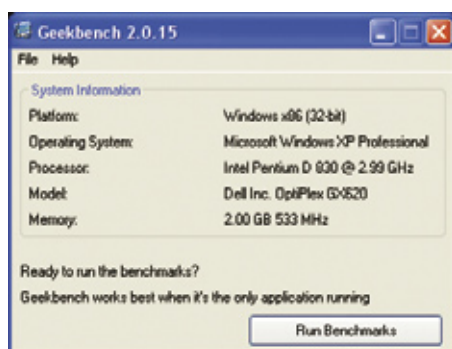 Geekbench 2.0.15
File Help
System Information
Platform: Windows x86 (32-bit)
Operating System: Microsoft Windows XP Professional
Processor: Intel Pentium D 830 @ 2.99 GHz
Model: Dell Inc. OptiPlex GX620
Memory: 2.00 GB 533 MHz
Ready to run the benchmarks?
Geekbench works best when it's the only application running
Run Benchmarks